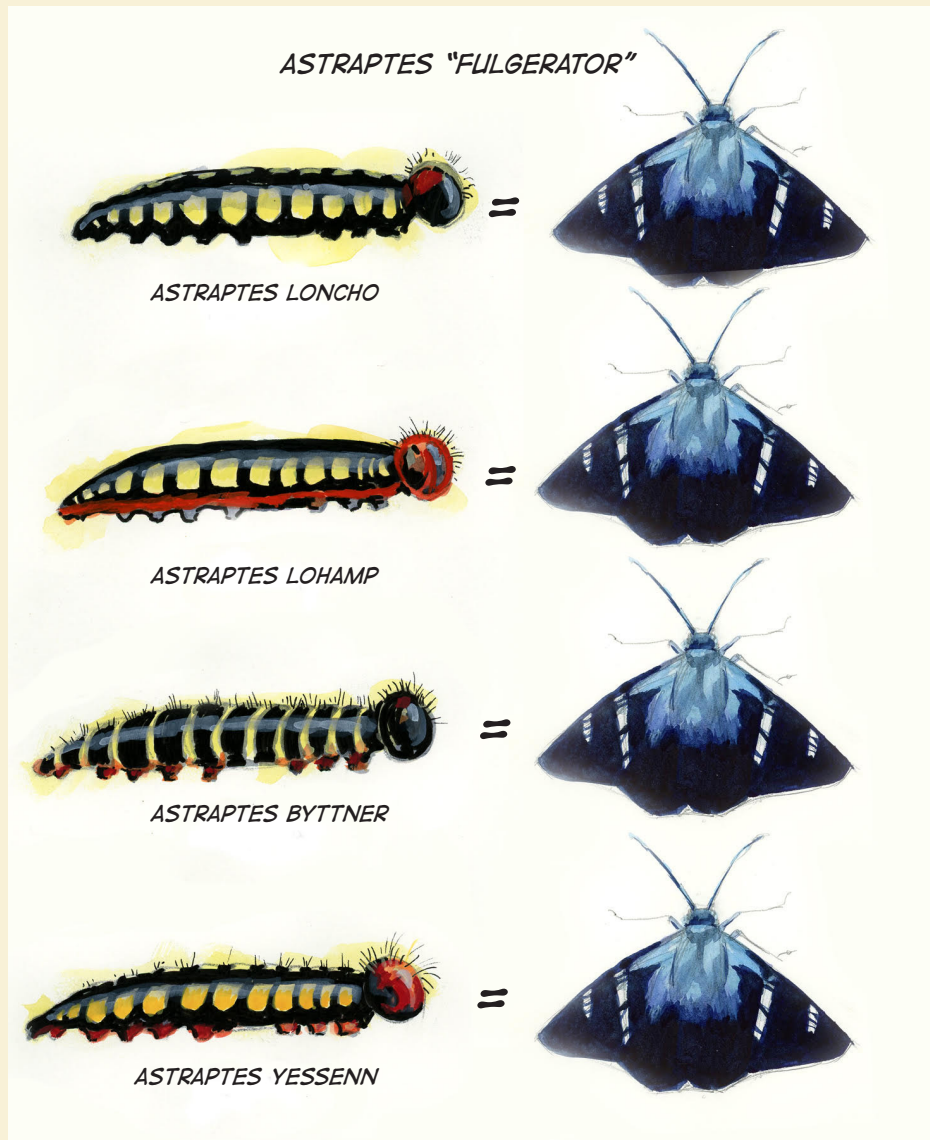 ASTRAPTES “FULGERATOR”
=
ASTRAPTES LONCHO
=
ASTRAPTES LOHAMP
=
ASTRAPTES BYTTNER
=
ASTRAPTES YESSENN